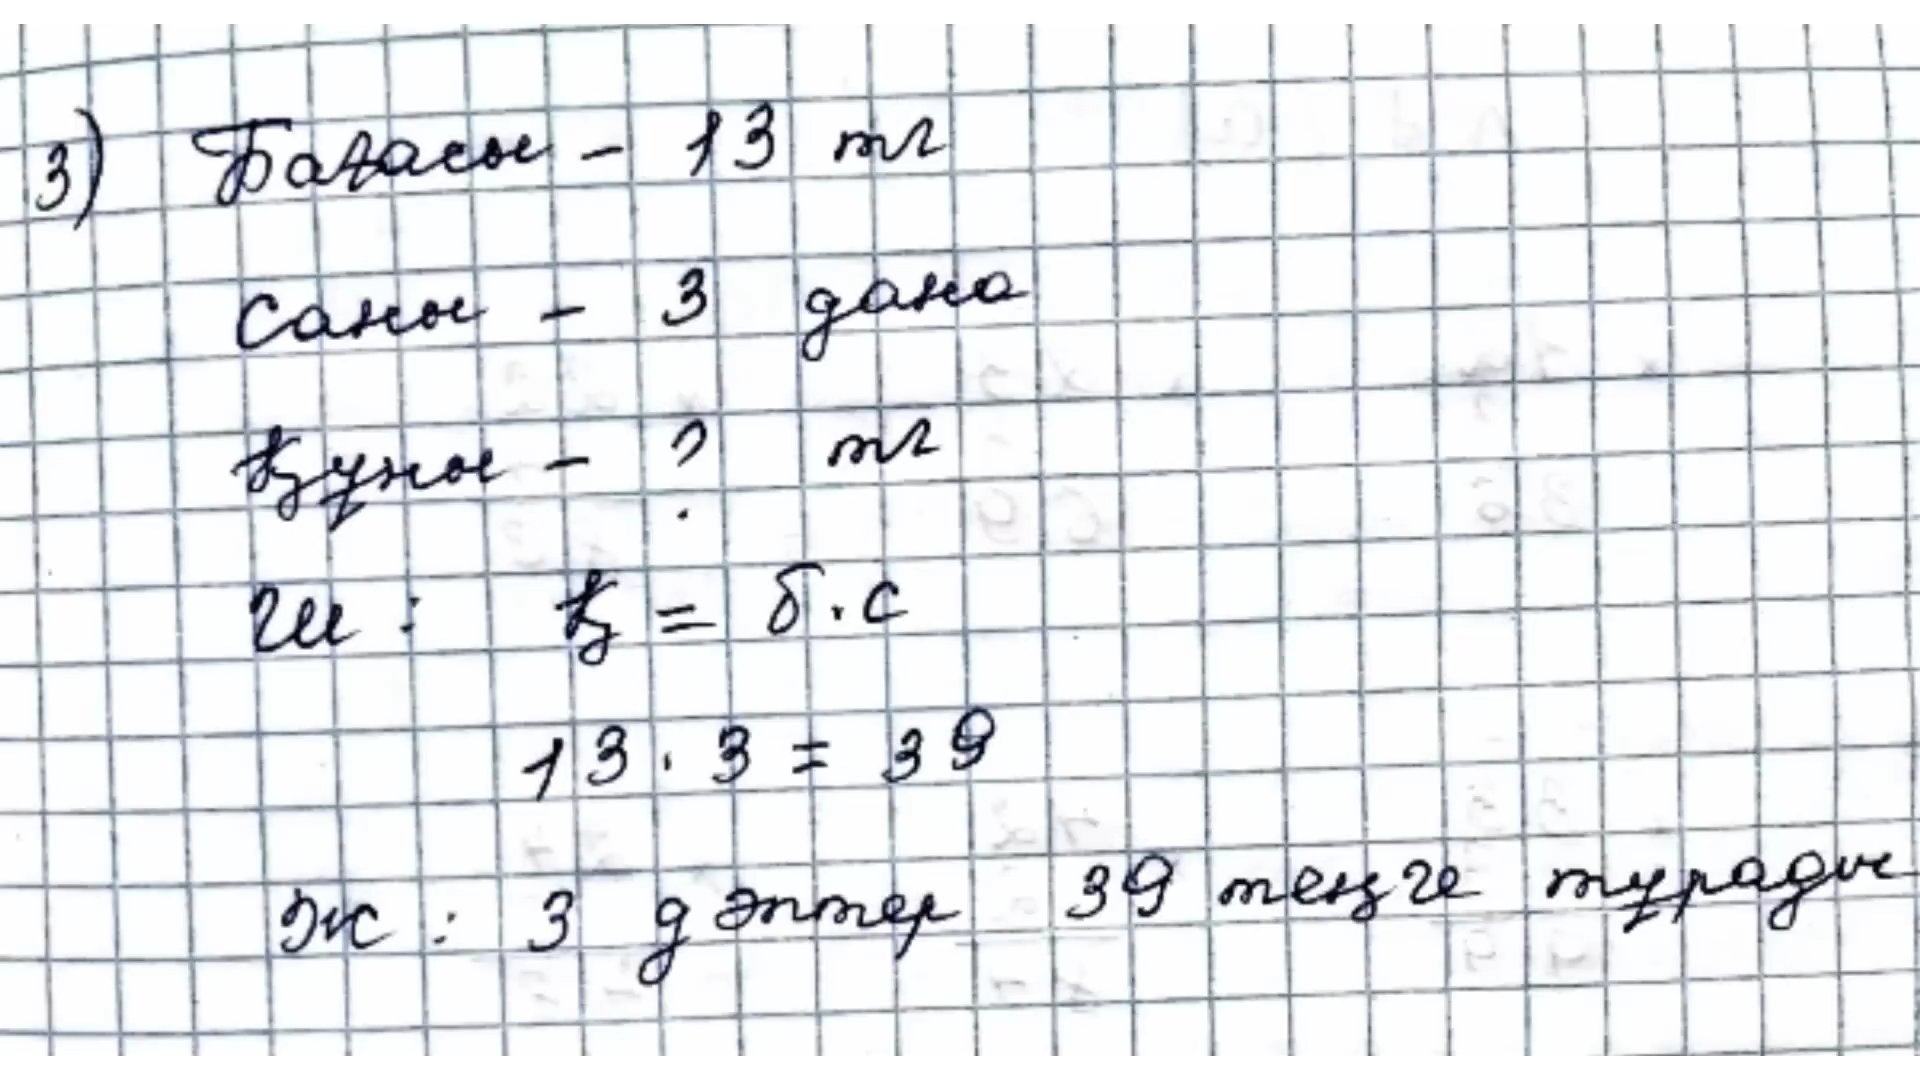 3) Бағасы - 13 тг
Саны - 3 дана
Құны - ? тг
Ш : Қ = б · с
13 · 3 = 39
Ж : 3 дәптер 39 теңге тұрады